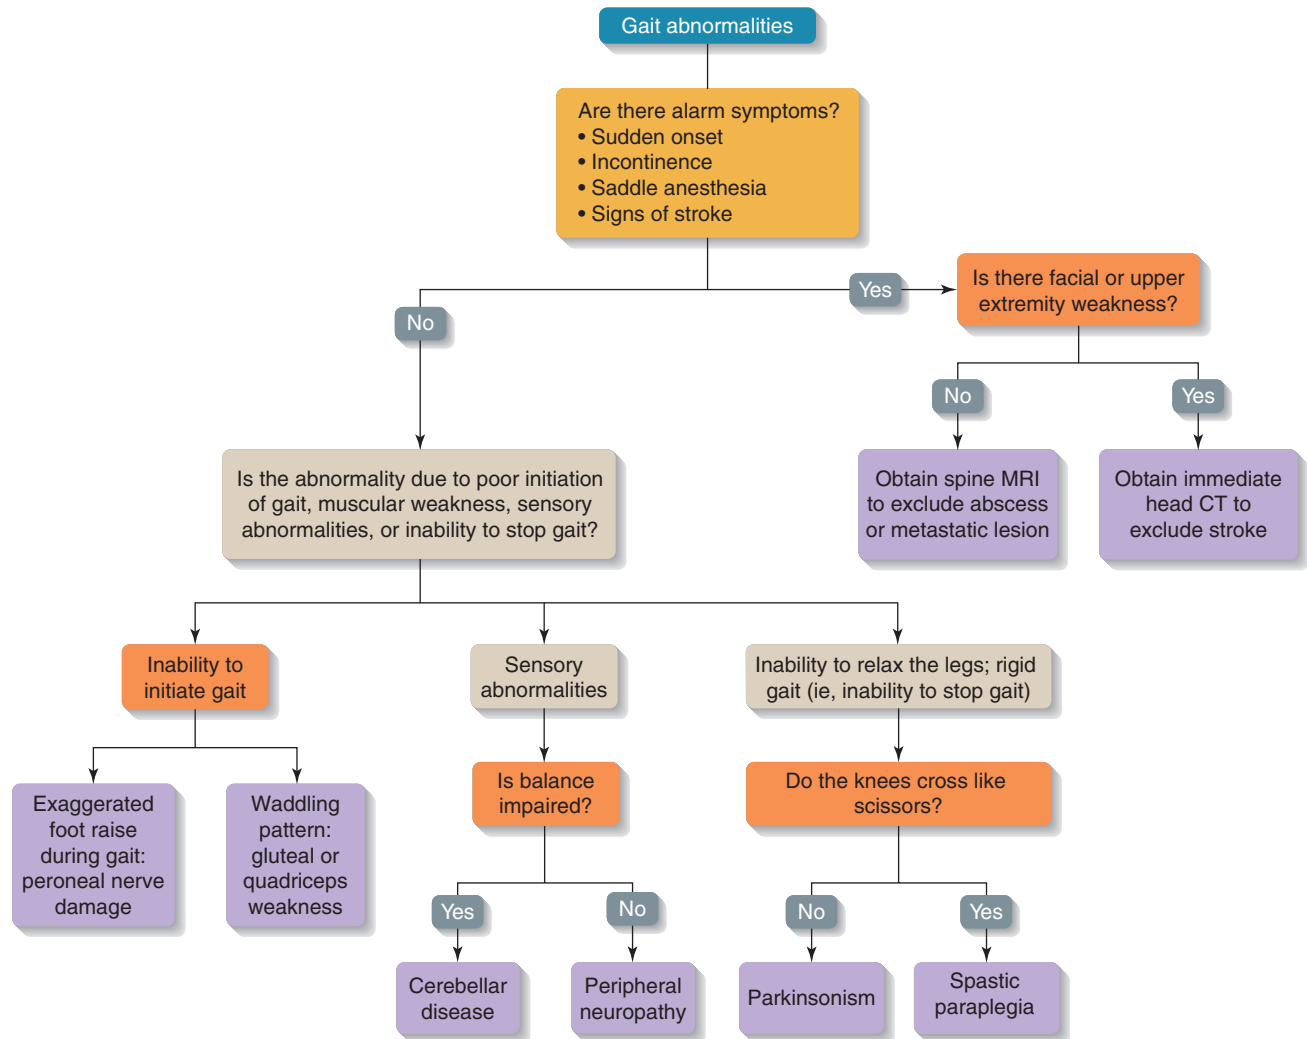 Gait abnormalities
Are there alarm symptoms?
• Sudden onset
• Incontinence
• Saddle anesthesia
• Signs of stroke
Yes
Is there facial or upper
extremity weakness?
No
No
Yes
Is the abnormality due to poor initiation
of gait, muscular weakness, sensory
abnormalities, or inability to stop gait?
Obtain spine MRI
to exclude abscess
or metastatic lesion
Obtain immediate
head CT to
exclude stroke
Inability to
initiate gait
Sensory
abnormalities
Inability to relax the legs; rigid
gait (ie, inability to stop gait)
Exaggerated
foot raise
during gait:
peroneal nerve
damage
Waddling
pattern:
gluteal or
quadriceps
weakness
Is balance
impaired?
Do the knees cross like
scissors?
Yes
No
No
Yes
Cerebellar
disease
Peripheral
neuropathy
Parkinsonism
Spastic
paraplegia